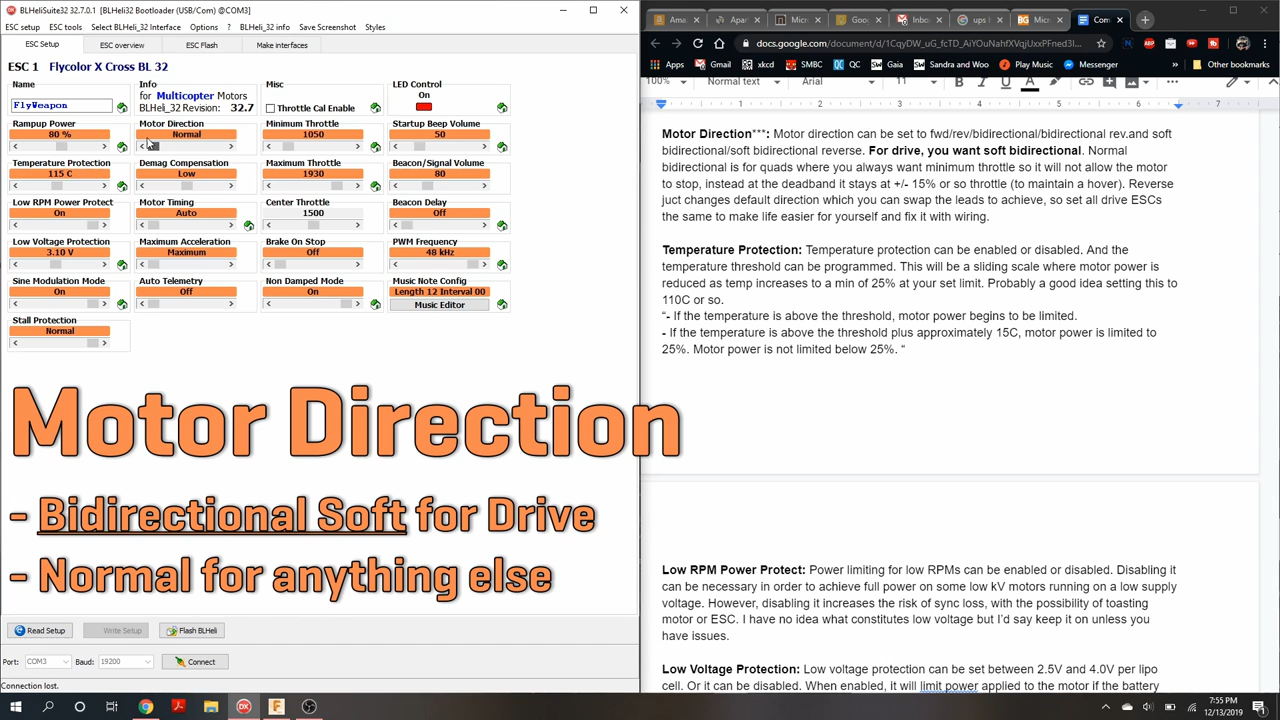 BLHeliSuite32 32.7.0.1 [BLHeli32 Bootloader (USB/Com) @COM3]
ESC setup ESC tools Select BLHeli_32 Interface Options ? BLHeli_32 info Save Screenshot Styles
ESC Setup ESC overview ESC Flash Make interfaces
ESC 1 Flycolor X Cross BL 32
Name Info Misc LED Control
for Multicopter Motors On
FlyWeapon BLHeli_32 Revision: 32.7 Throttle Cal Enable
Rampup Power Motor Direction Minimum Throttle Startup Beep Volume
80 % Normal 1050 50
Temperature Protection Demag Compensation Maximum Throttle Beacon/Signal Volume
115 C Low 1930 80
Low RPM Power Protect Motor Timing Center Throttle Beacon Delay
On Auto 1500 Off
Low Voltage Protection Maximum Acceleration Brake On Stop PWM Frequency
3.10 V Maximum Off 48 kHz
Sine Modulation Mode Auto Telemetry Non Damped Mode Music Note Config
On Off On Length 12 Interval 00
Music Editor
Stall Protection
Normal
Motor Direction
- Bidirectional Soft for Drive
- Normal for anything else
Read Setup Write Setup Flash BLHeli
Port: COM3 Baud: 19200 Connect
Connection lost.
Ama Apar Micro Goo Inbo YouT ups Micr Com
docs.google.com/document/d/1CqyDW_uG_fcTD_AiYOuNahfXVqjUxxPFned3l...
Apps Gmail xkcd SMBC QC Gaia Sandra and Woo Play Music Messenger Other bookmarks
100% Normal text Arial 11 B I U A
1 2 3 4 5 6 7
Motor Direction***: Motor direction can be set to fwd/rev/bidirectional/bidirectional rev.and soft
bidirectional/soft bidirectional reverse. For drive, you want soft bidirectional. Normal
bidirectional is for quads where you always want minimum throttle so it will not allow the motor
to stop, instead at the deadband it stays at +/- 15% or so throttle (to maintain a hover). Reverse
juct changes default direction which you can swap the leads to achieve, so set all drive ESCs
the same to make life easier for yourself and fix it with wiring.
Temperature Protection: Temperature protection can be enabled or disabled. And the
temperature threshold can be programmed. This will be a sliding scale where motor power is
reduced as temp increases to a min of 25% at your set limit. Probably a good idea setting this to
110C or so.
“- If the temperature is above the threshold, motor power begins to be limited.
- If the temperature is above the threshold plus approximately 15C, motor power is limited to
25%. Motor power is not limited below 25%. “
Low RPM Power Protect: Power limiting for low RPMs can be enabled or disabled. Disabling it
can be necessary in order to achieve full power on some low kV motors running on a low supply
voltage. However, disabling it increases the risk of sync loss, with the possibility of toasting
motor or ESC. I have no idea what constitutes low voltage but I'd say keep it on unless you
have issues.
Low Voltage Protection: Low voltage protection can be set between 2.5V and 4.0V per lipo
cell. Or it can be disabled. When enabled, it will limit power applied to the motor if the battery
7:55 PM
12/13/2019